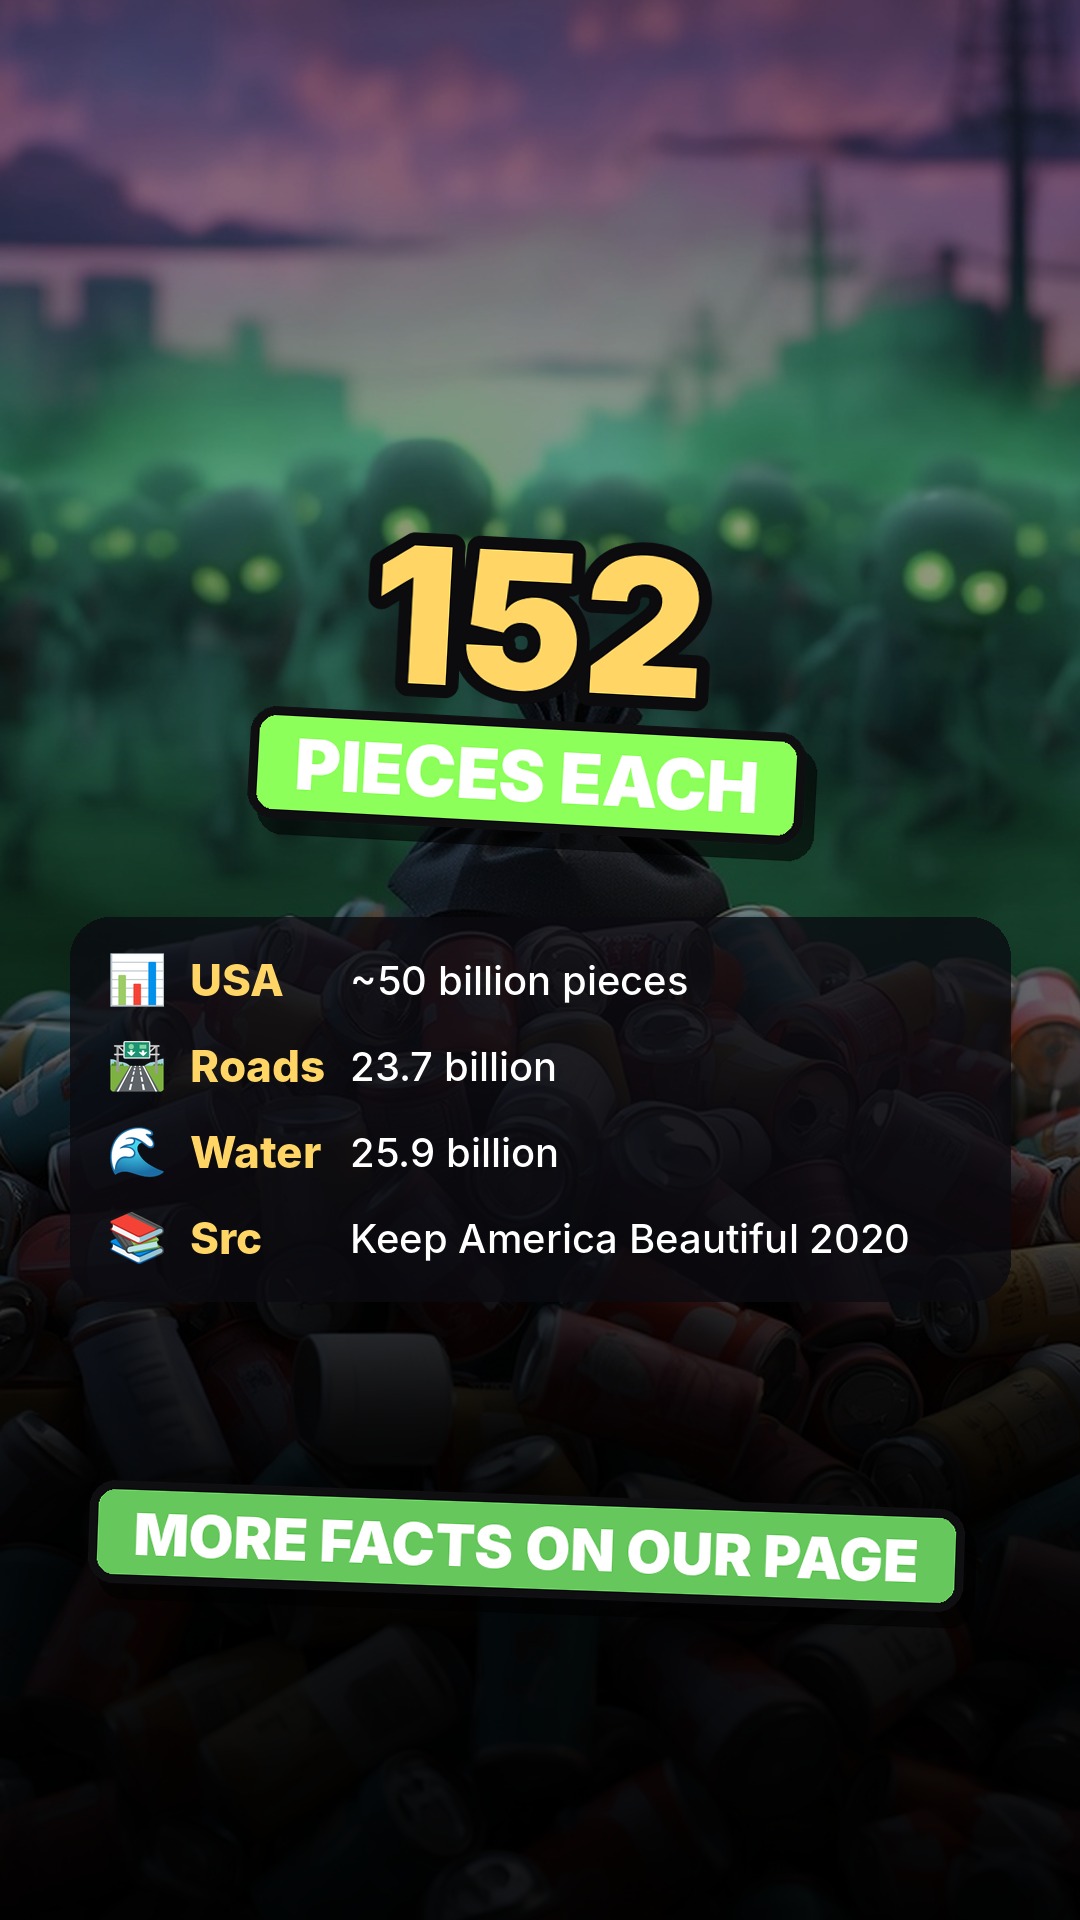 152
PIECES EACH
USA ~50 billion pieces
Roads 23.7 billion
Water 25.9 billion
Src Keep America Beautiful 2020
MORE FACTS ON OUR PAGE